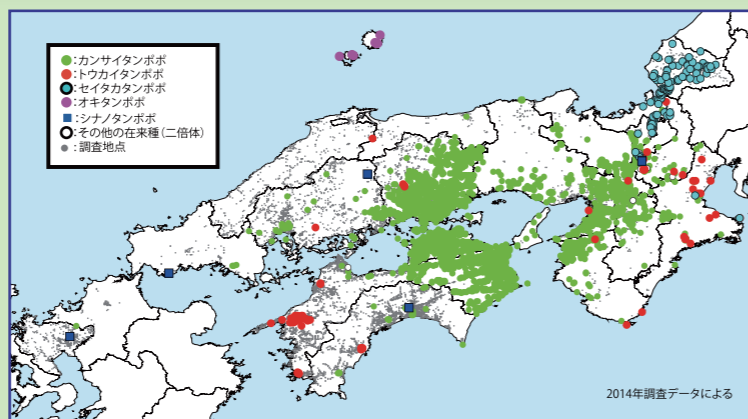 ：カンサイタンポポ
：トウカイタンポポ
：セイタカタンポポ
：オキタンポポ
：シナノタンポポ
：その他の在来種（二倍体）
：調査地点
2014年調査データによる